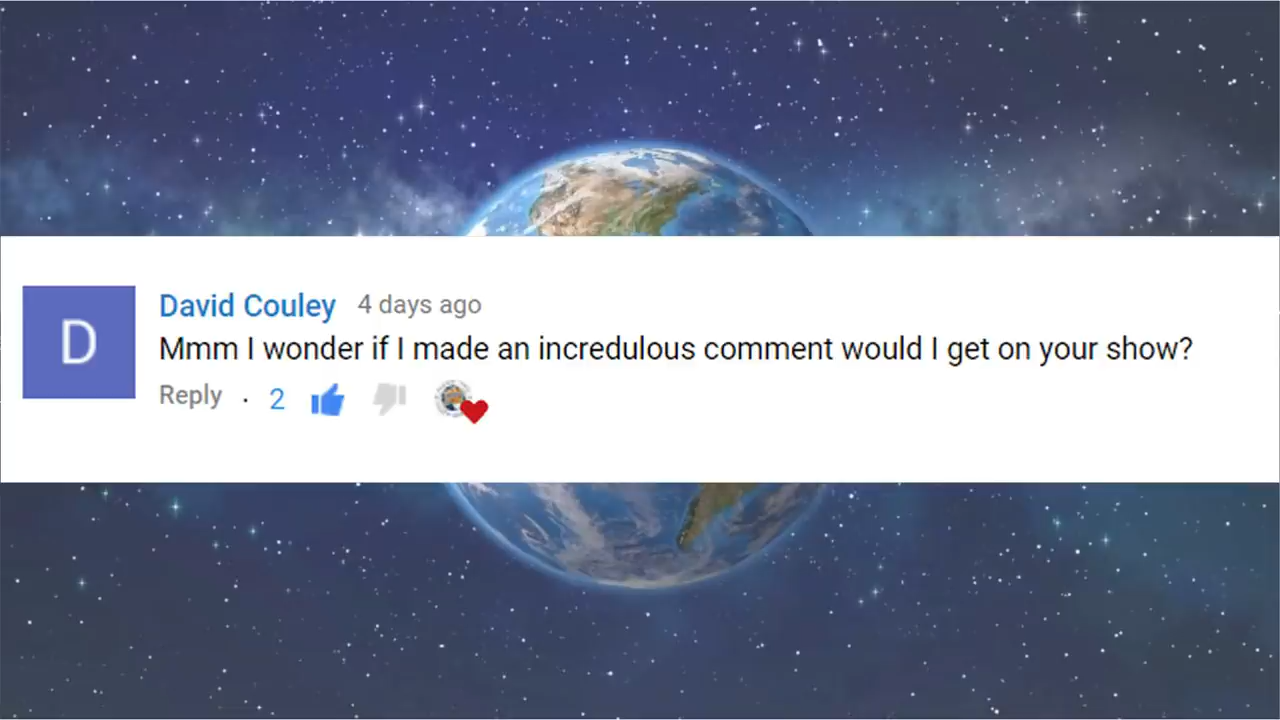 D
David Couley 4 days ago
Mmm I wonder if I made an incredulous comment would I get on your show?
Reply · 2